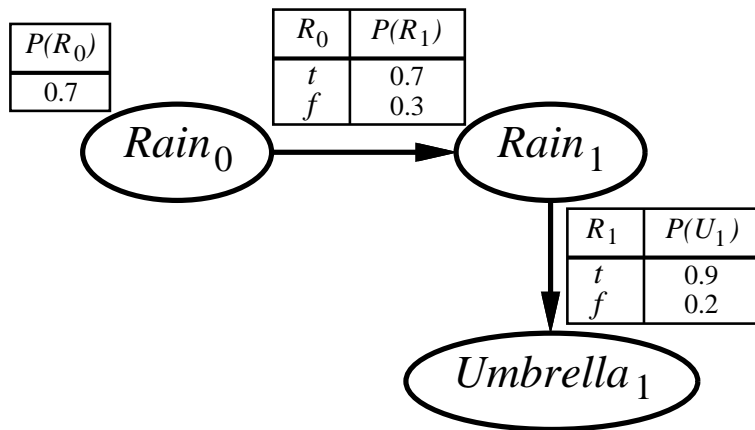 P(R0)
0.7
R0 P(R1)
t 0.7
f 0.3
Rain0
Rain1
R1 P(U1)
t 0.9
f 0.2
Umbrella1